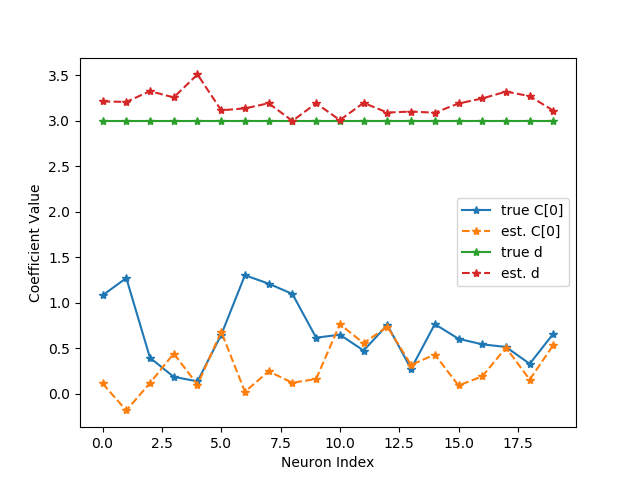 3.5
3.0
2.5
2.0
1.5
1.0
0.5
0.0
Coefficient Value
true C[0]
est. C[0]
true d
est. d
0.0 2.5 5.0 7.5 10.0 12.5 15.0 17.5
Neuron Index